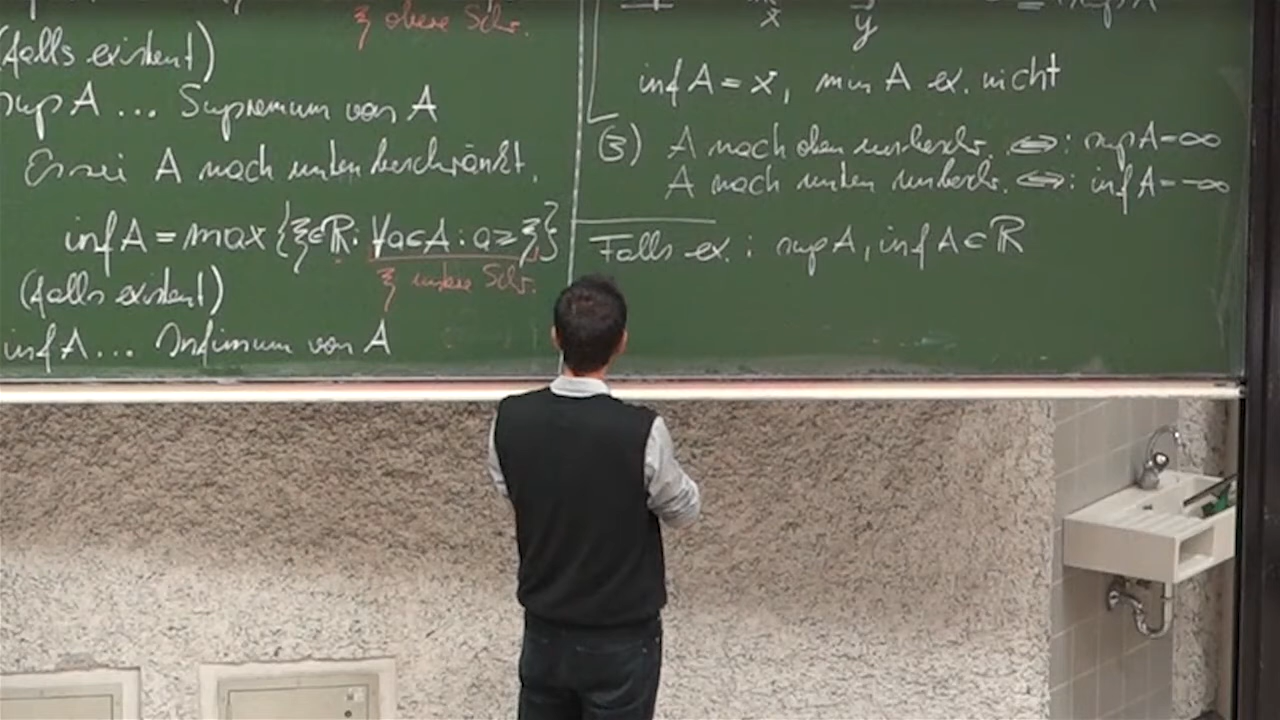 ξ obere Schr.
(falls existent)
sup A ... Supremum von A
Es sei A nach unten beschränkt.
inf A = max {ξ∈ℝ: ∀a∈A: a≥ξ}
ξ untere Schr.
(falls existent)
inf A ... Infimum von A
x
y
= sup A
inf A = x, min A ex. nicht
(3) A nach oben unbeschr. ⇔: sup A=∞
A nach unten unbeschr. ⇔: inf A=-∞
Falls ex.: sup A, inf A∈ℝ